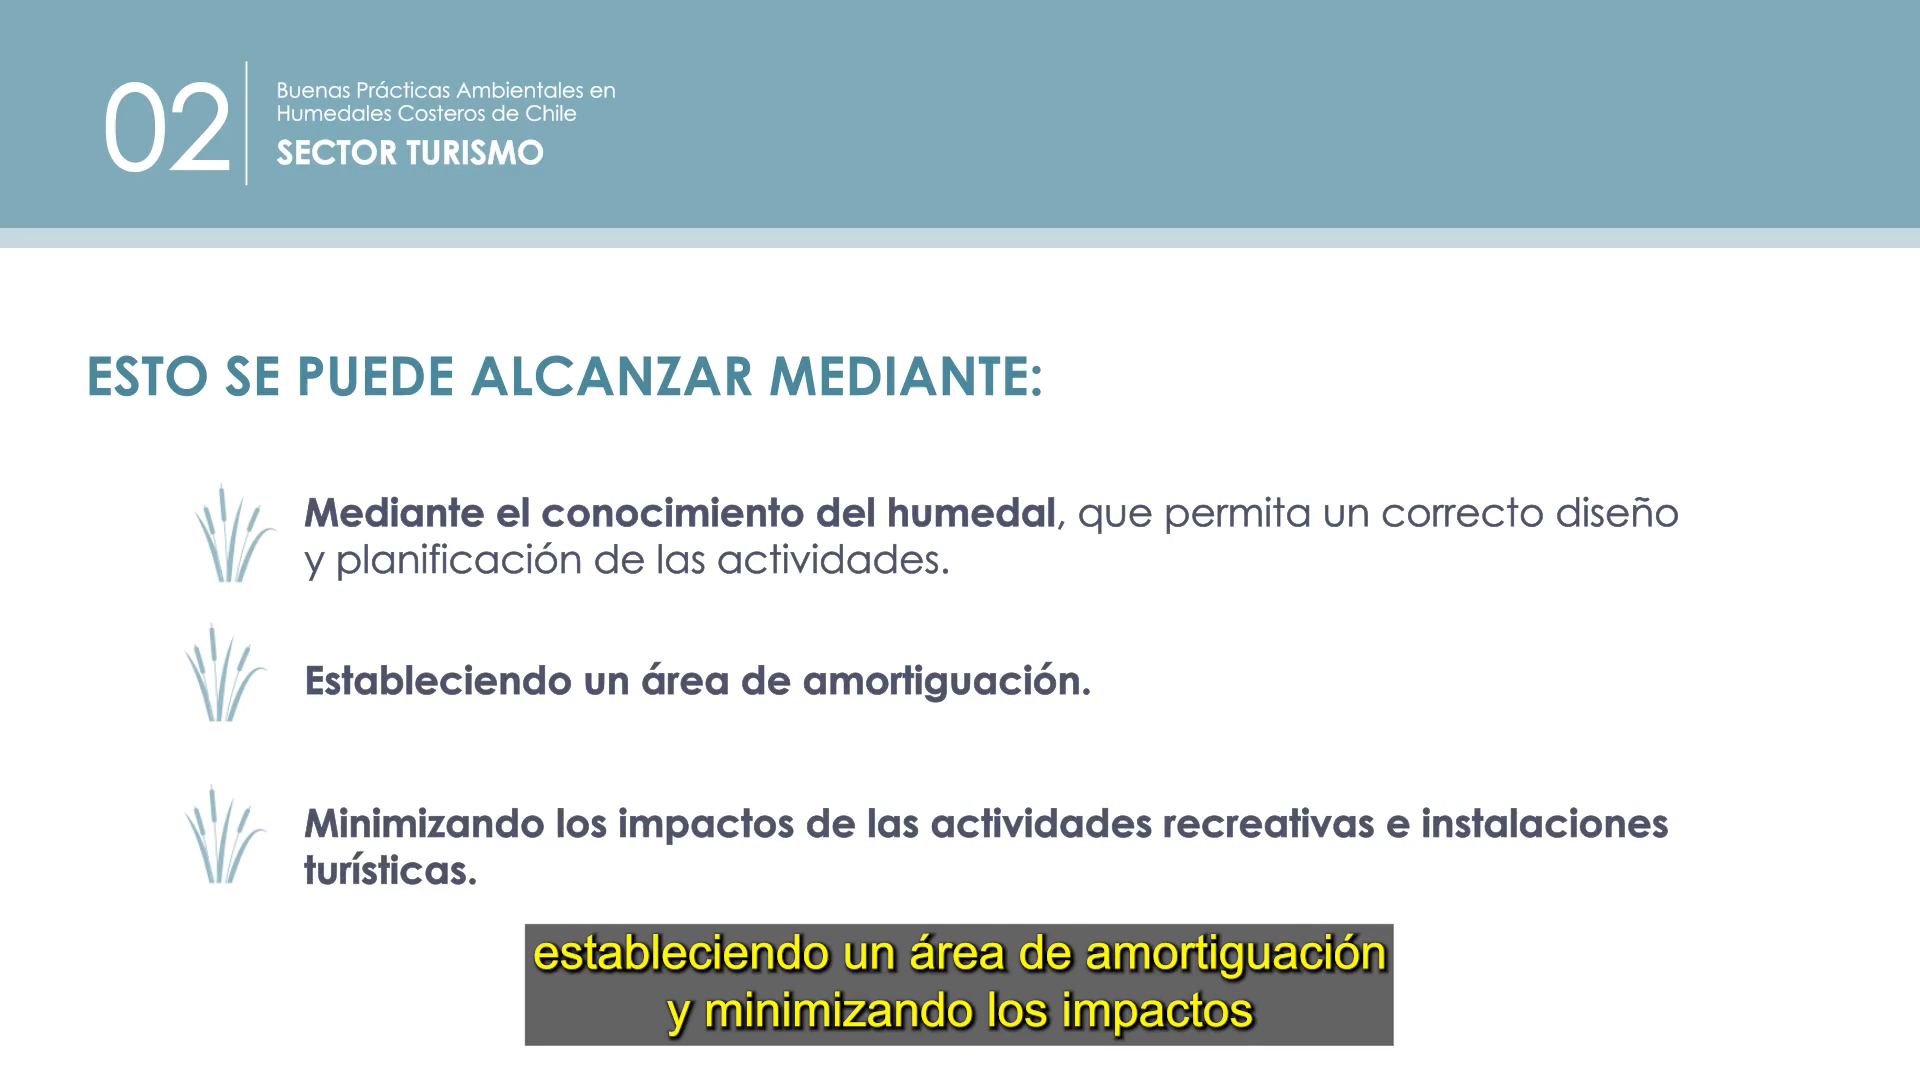 02
Buenas Prácticas Ambientales en
Humedales Costeros de Chile
SECTOR TURISMO
ESTO SE PUEDE ALCANZAR MEDIANTE:
Mediante el conocimiento del humedal, que permita un correcto diseño
y planificación de las actividades.
Estableciendo un área de amortiguación.
Minimizando los impactos de las actividades recreativas e instalaciones
turísticas.
estableciendo un área de amortiguación
y minimizando los impactos